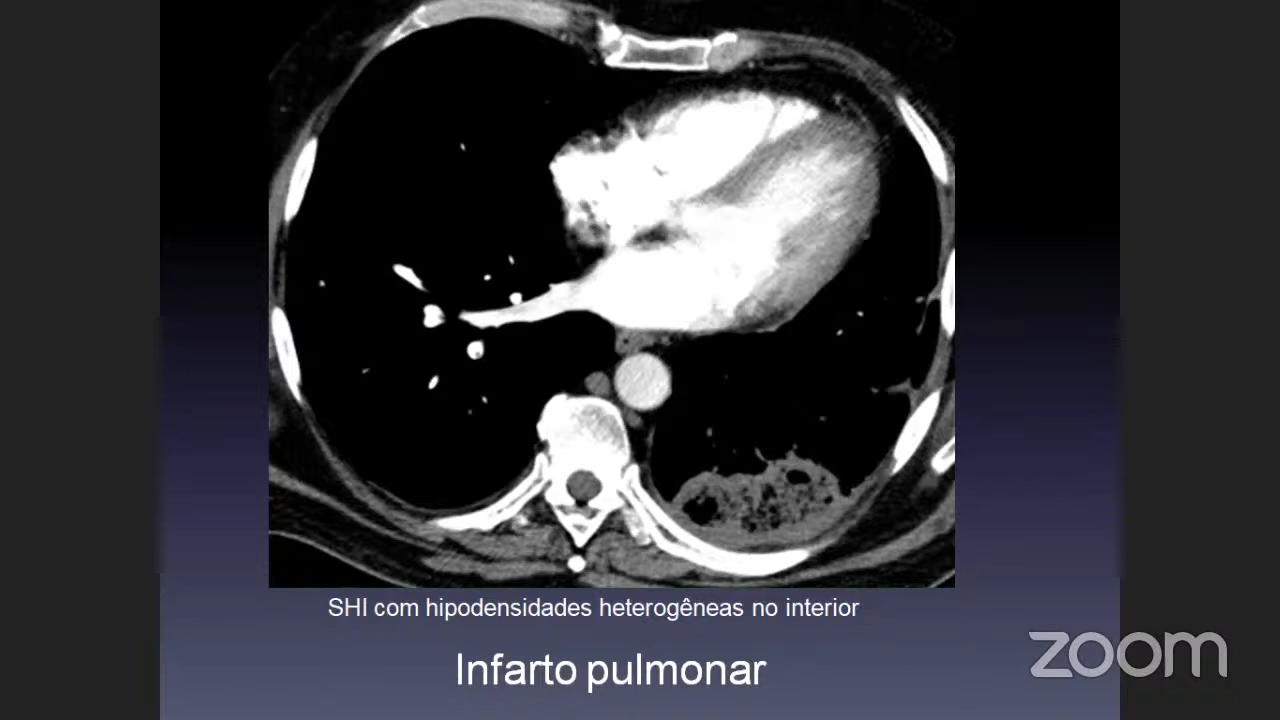 SHI com hipodensidades heterogêneas no interior
Infarto pulmonar
zoom